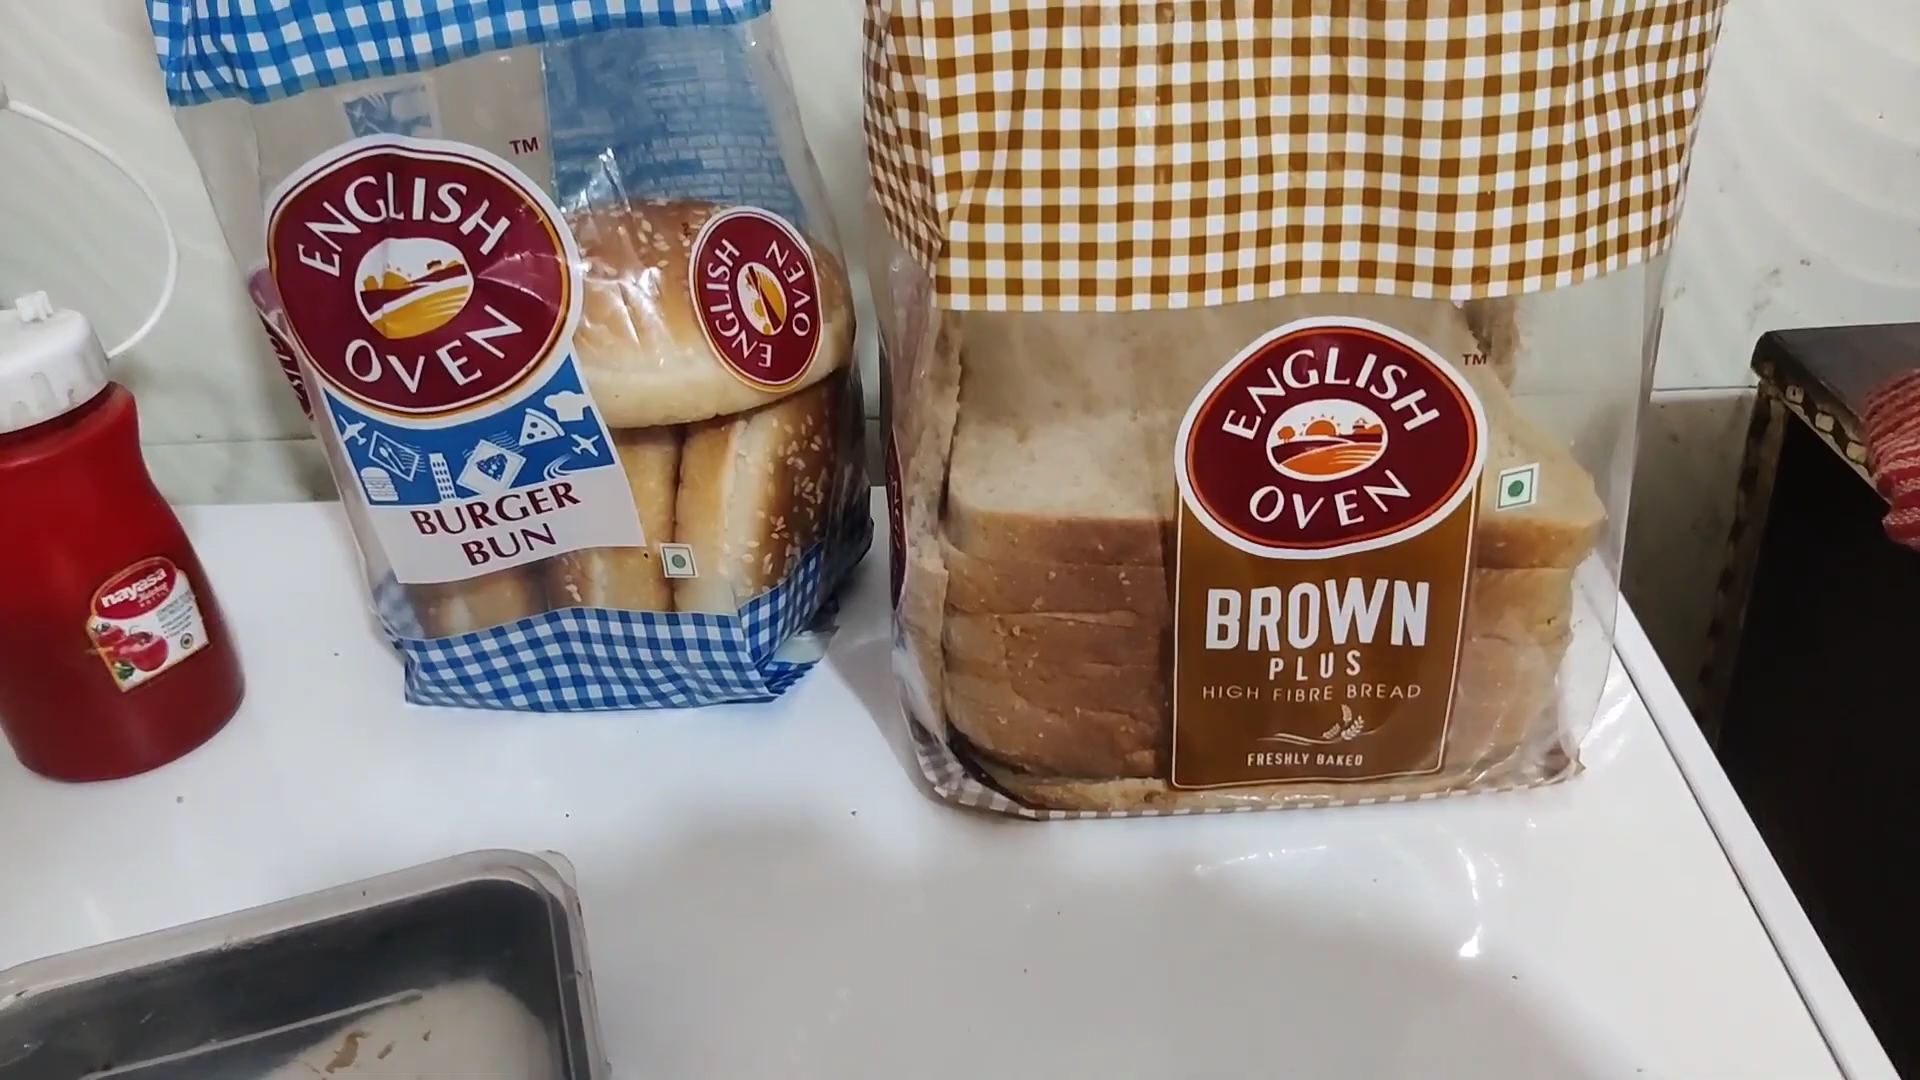 ENGLISH
OVEN
TM
BURGER
BUN
ENGLISH
OVEN
ENGLISH
OVEN
TM
BROWN
PLUS
HIGH FIBRE BREAD
FRESHLY BAKED
nayasa